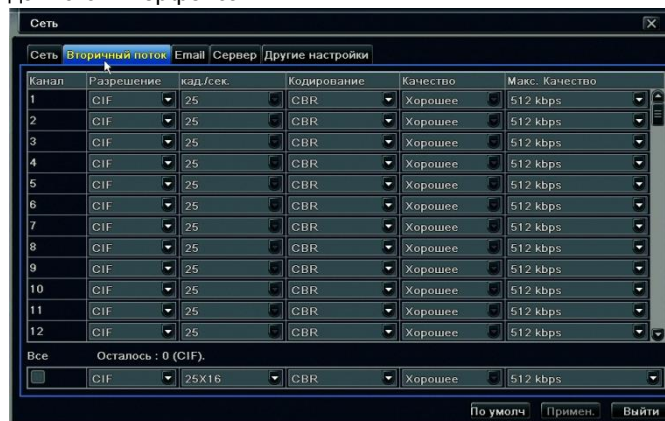 Сеть
Сеть Вторичный поток Email Сервер Другие настройки
Канал Разрешение кад./сек. Кодирование Качество Макс. Качество
1 CIF 25 CBR Хорошее 512 kbps
2 CIF 25 CBR Хорошее 512 kbps
3 CIF 25 CBR Хорошее 512 kbps
4 CIF 25 CBR Хорошее 512 kbps
5 CIF 25 CBR Хорошее 512 kbps
6 CIF 25 CBR Хорошее 512 kbps
7 CIF 25 CBR Хорошее 512 kbps
8 CIF 25 CBR Хорошее 512 kbps
9 CIF 25 CBR Хорошее 512 kbps
10 CIF 25 CBR Хорошее 512 kbps
11 CIF 25 CBR Хорошее 512 kbps
12 CIF 25 CBR Хорошее 512 kbps
Все Осталось : 0 (CIF).
CIF 25X16 CBR Хорошее 512 kbps
По умолч Примен. Выйти